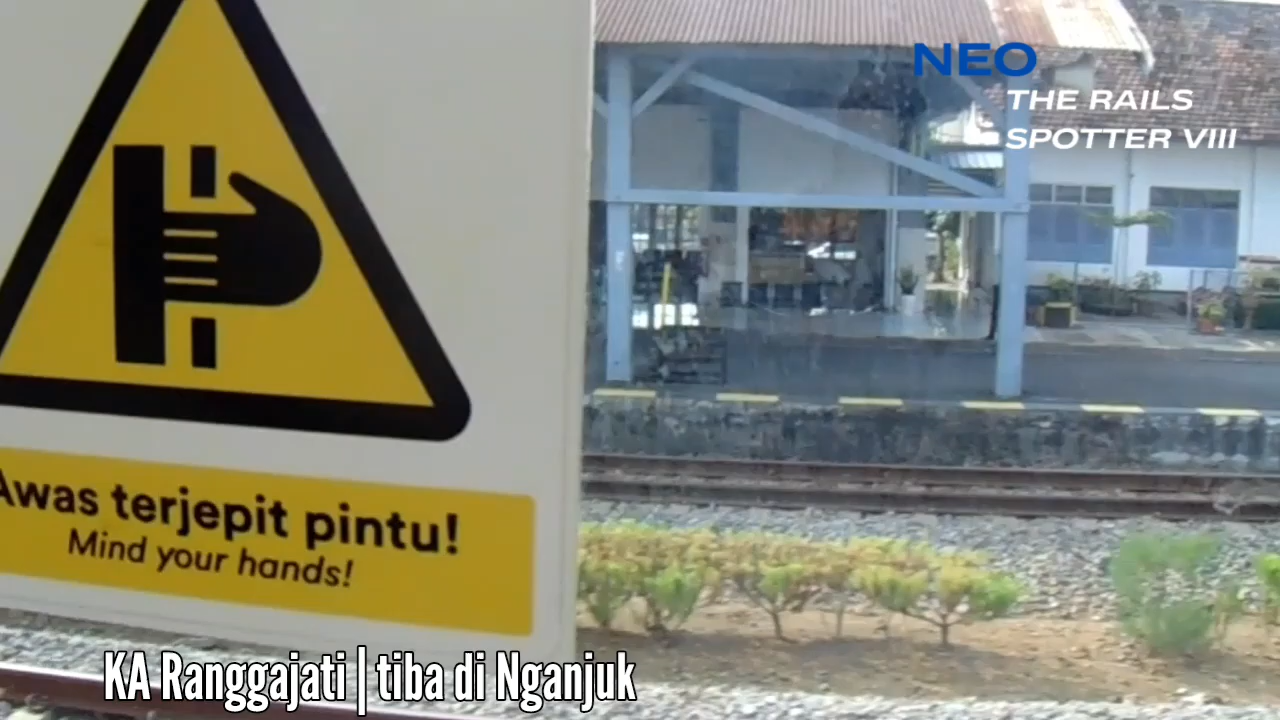 NEO
THE RAILS
SPOTTER VIII
Awas terjepit pintu!
Mind your hands!
KA Ranggajati | tiba di Nganjuk